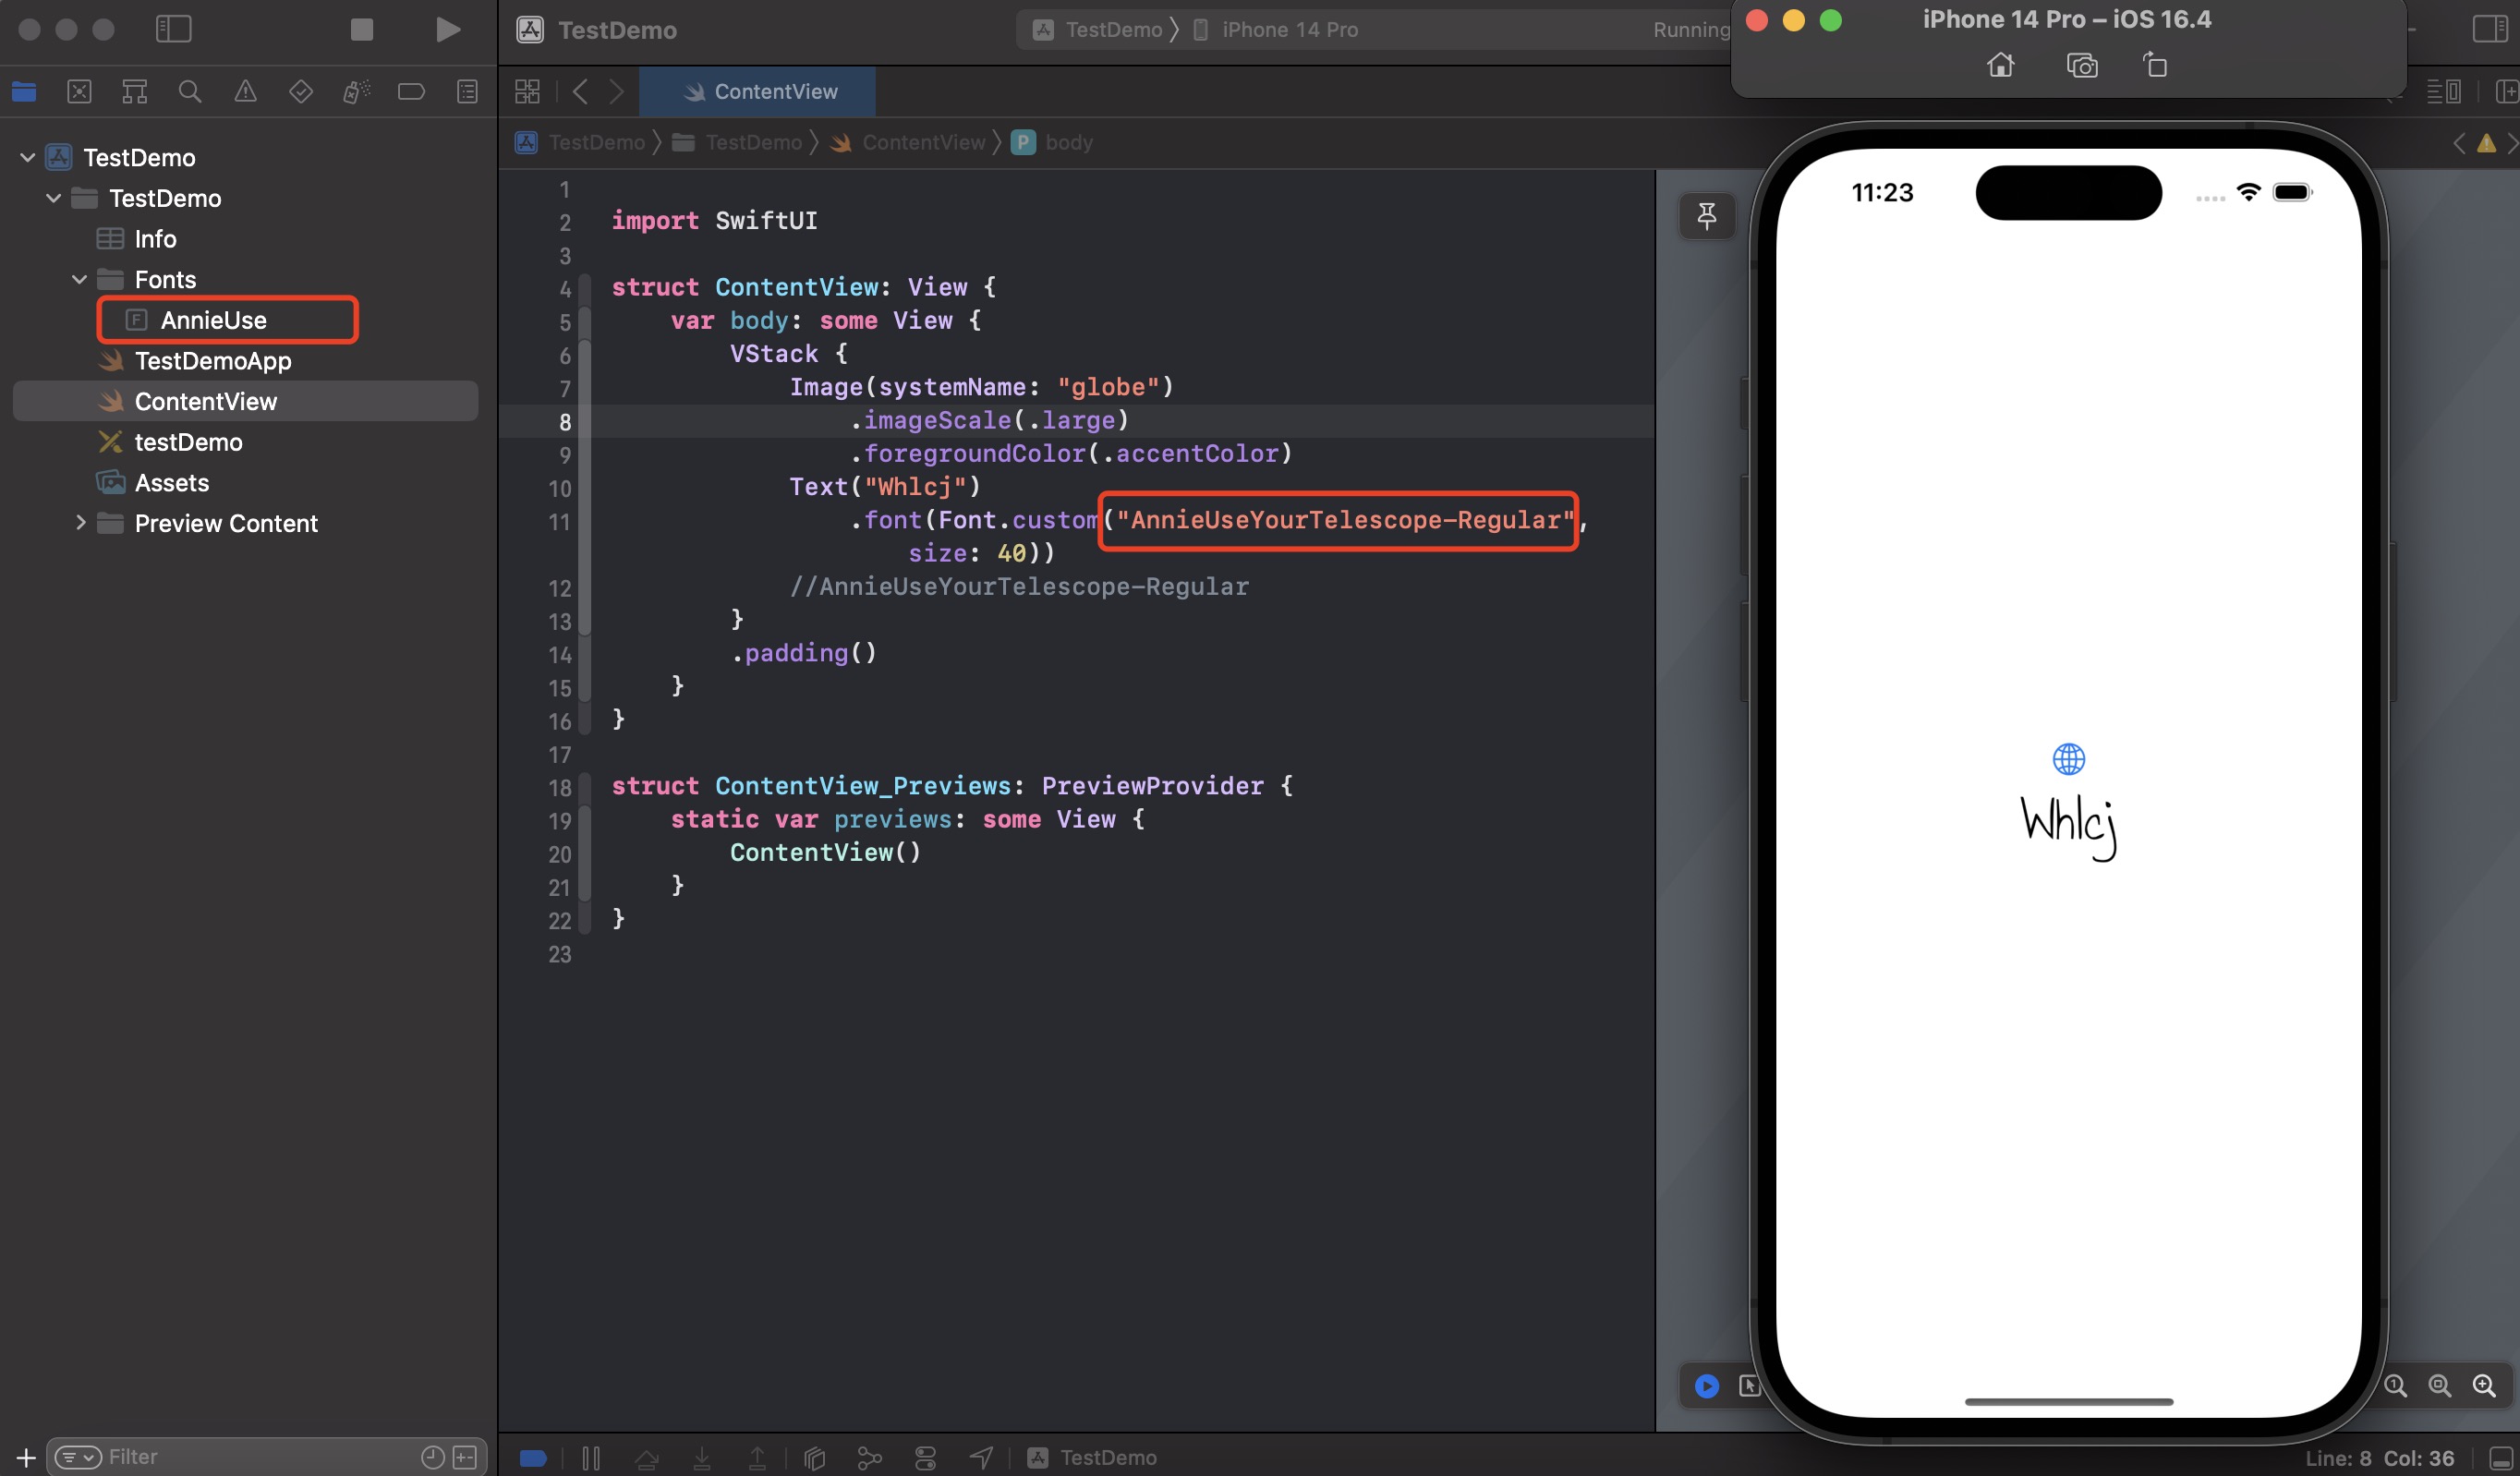 TestDemo
TestDemo
iPhone 14 Pro
Running
iPhone 14 Pro – iOS 16.4
ContentView
TestDemo
TestDemo
ContentView
P
body
TestDemo
TestDemo
Info
Fonts
F
AnnieUse
TestDemoApp
ContentView
testDemo
Assets
Preview Content
1
2 import SwiftUI
3
4 struct ContentView: View {
5 var body: some View {
6 VStack {
7 Image(systemName: "globe")
8 .imageScale(.large)
9 .foregroundColor(.accentColor)
10 Text("Whlcj")
11 .font(Font.custom("AnnieUseYourTelescope-Regular",
size: 40))
12 //AnnieUseYourTelescope-Regular
13 }
14 .padding()
15 }
16 }
17
18 struct ContentView_Previews: PreviewProvider {
19 static var previews: some View {
20 ContentView()
21 }
22 }
23
11:23
Whlcj
Filter
TestDemo
Line: 8 Col: 36